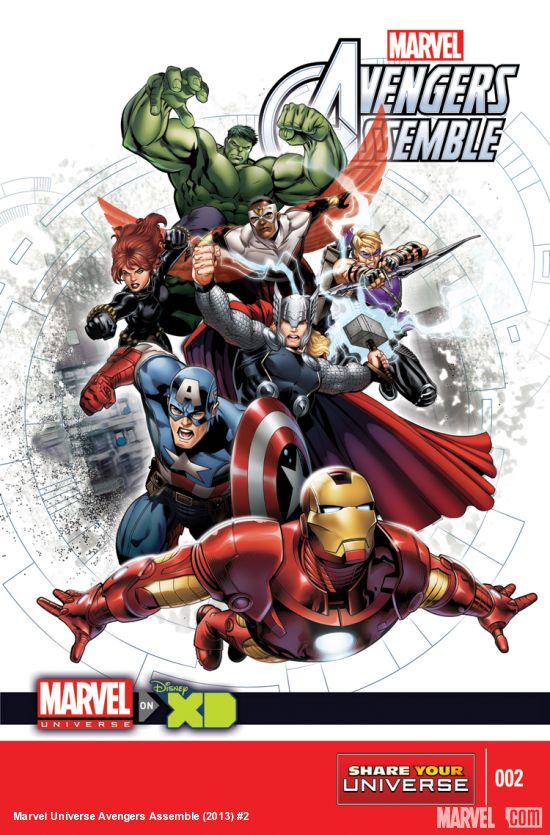 MARVEL
AVENGERS
ASSEMBLE
A
MARVEL
UNIVERSE
ON
Disney
XD
SHARE YOUR
UNIVERSE
002
Marvel Universe Avengers Assemble (2013) #2
MARVEL.com